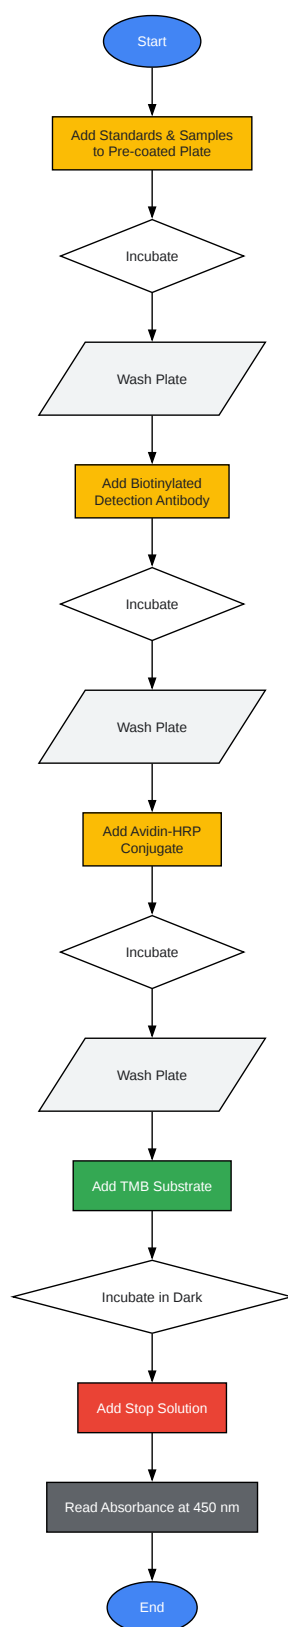 Start
Add Standards & Samples
to Pre-coated Plate
Incubate
Wash Plate
Add Biotinylated
Detection Antibody
Incubate
Wash Plate
Add Avidin-HRP
Conjugate
Incubate
Wash Plate
Add TMB Substrate
Incubate in Dark
Add Stop Solution
Read Absorbance at 450 nm
End